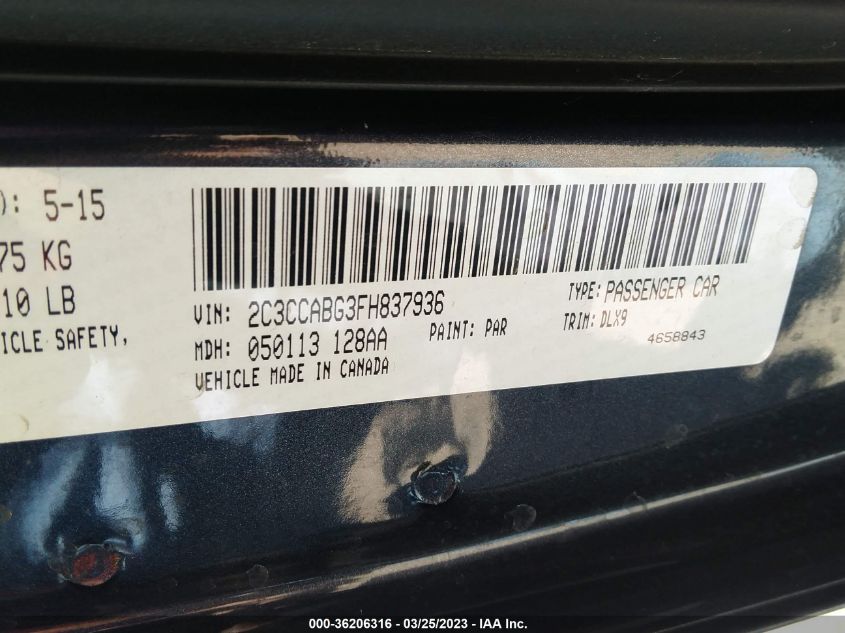 ): 5-15
75 KG
10 LB
ICLE SAFETY,
VIN: 2C3CCABG3FH837936
TYPE: PASSENGER CAR
MDH: 050113 128AA
PAINT: PAR
TRIM: DLX9
VEHICLE MADE IN CANADA
4658843
000-36206316 - 03/25/2023 - IAA Inc.